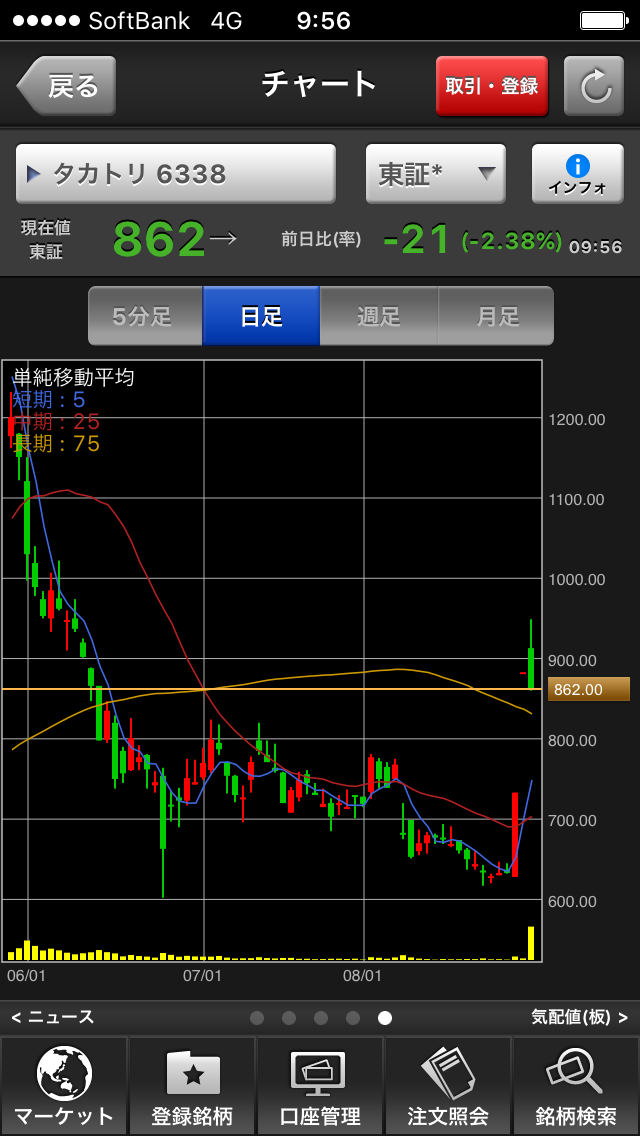 SoftBank 4G 9:56
戻る チャート 取引・登録
タカトリ 6338 東証* インフォ
現在値 東証 862→ 前日比(率) -21 (-2.38%) 09:56
5分足 日足 週足 月足
単純移動平均
短期：5
中期：25
長期：75
1200.00
1100.00
1000.00
900.00
862.00
800.00
700.00
600.00
06/01 07/01 08/01
< ニュース 気配値(板) >
マーケット 登録銘柄 口座管理 注文照会 銘柄検索